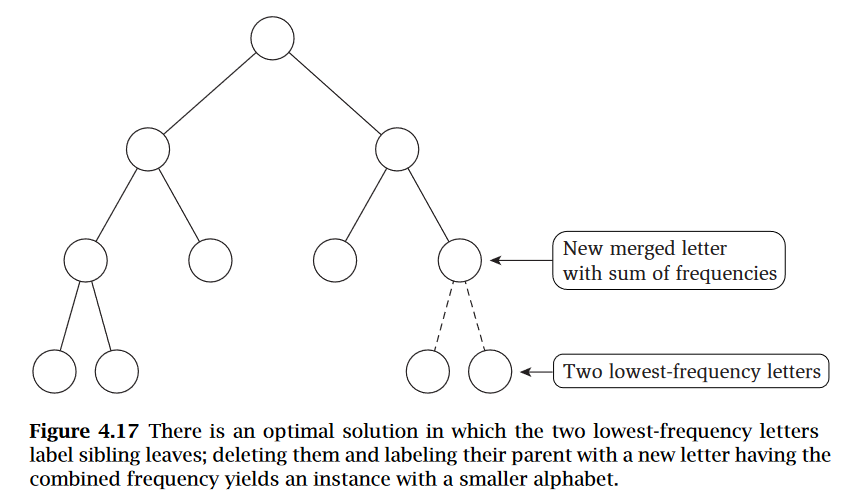 New merged letter
with sum of frequencies
Two lowest-frequency letters
Figure 4.17 There is an optimal solution in which the two lowest-frequency letters
label sibling leaves; deleting them and labeling their parent with a new letter having the
combined frequency yields an instance with a smaller alphabet.